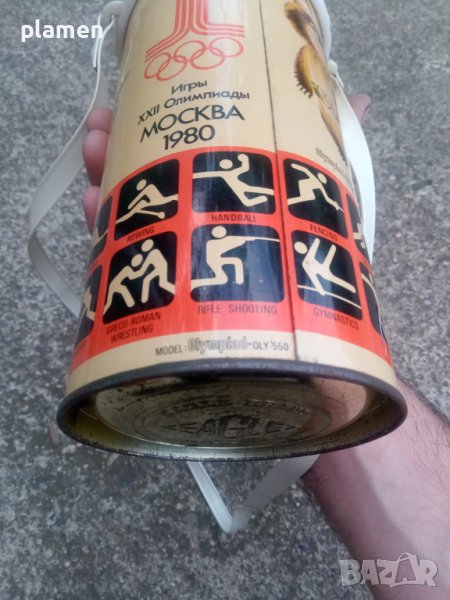 plamen
Игры
XXII Олимпиады
МОСКВА
1980
ROWING
HANDBALL
FENCING
GRECO-ROMAN
WRESTLING
RIFLE SHOOTING
GYMNASTICS
MODEL: Olympiad-OLY-'550
BAZAR